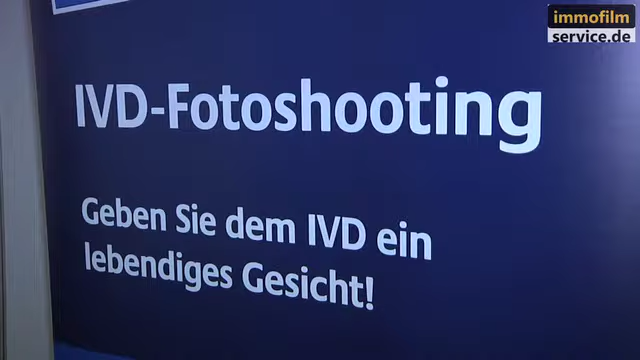 immofilm
service.de
IVD-Fotoshooting
Geben Sie dem IVD ein
lebendiges Gesicht!